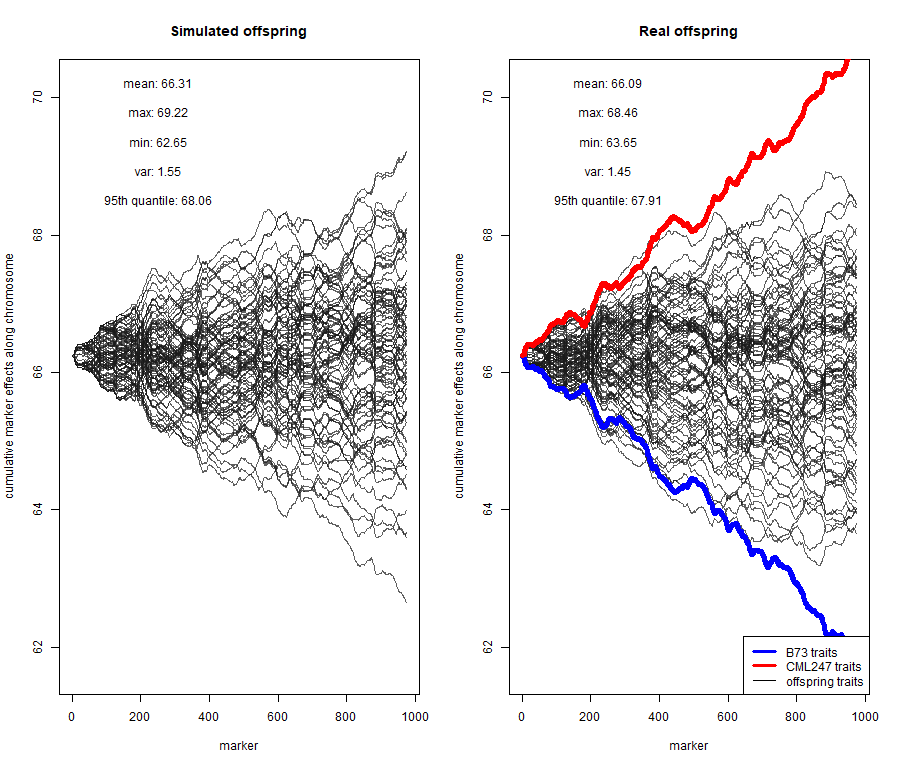 Simulated offspring
mean: 66.31
max: 69.22
min: 62.65
var: 1.55
95th quantile: 68.06
cumulative marker effects along chromosome
70
68
66
64
62
0 200 400 600 800 1000
marker
Real offspring
mean: 66.09
max: 68.46
min: 63.65
var: 1.45
95th quantile: 67.91
cumulative marker effects along chromosome
70
68
66
64
62
B73 traits
CML247 traits
offspring traits
0 200 400 600 800 1000
marker